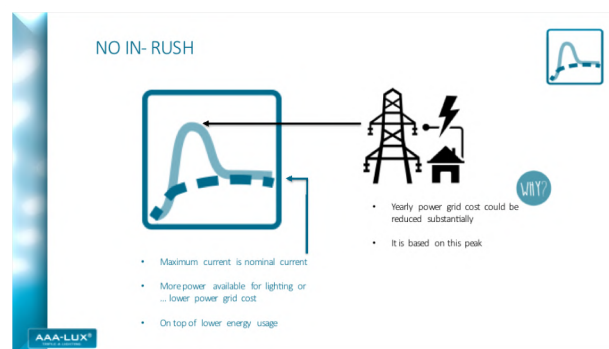 NO IN- RUSH
WHY?
• Yearly power grid cost could be
reduced substantially
• It is based on this peak
• Maximum current is nominal current
• More power available for lighting or
... lower power grid cost
• On top of lower energy usage
AAA-LUX®